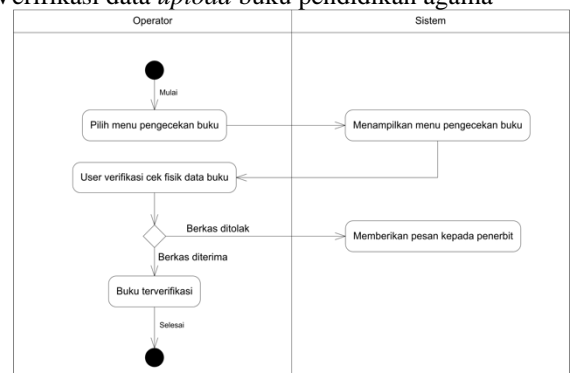 Verifikasi data upload buku pendidikan agama
Operator
Sistem
Mulai
Pilih menu pengecekan buku
Menampilkan menu pengecekan buku
User verifikasi cek fisik data buku
Berkas ditolak
Memberikan pesan kepada penerbit
Berkas diterima
Buku terverifikasi
Selesai